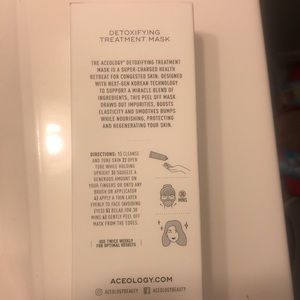 DETOXIFYING
TREATMENT MASK
THE ACEOLOGY® DETOXIFYING TREATMENT
MASK IS A SUPER-CHARGED HEALTH
RETREAT FOR CONGESTED SKIN. DESIGNED
WITH NEXT-GEN KOREAN TECHNOLOGY
TO SUPPORT A MIRACLE BLEND OF
INGREDIENTS, THIS PEEL OFF MASK
DRAWS OUT IMPURITIES, BOOSTS
ELASTICITY AND SMOOTHES BUMPS
WHILE NOURISHING, PROTECTING
AND REGENERATING YOUR SKIN.
DIRECTIONS: 1) CLEANSE
AND TONE SKIN 2) OPEN
TUBE WHILE HOLDING
UPRIGHT 3) SQUEEZE A
GENEROUS AMOUNT ON
YOUR FINGERS OR ONTO ANY
BRUSH OR APPLICATOR
4) APPLY A THIN LAYER
EVENLY TO FACE (AVOIDING
EYES) 5) RELAX FOR 30
MINS 6) GENTLY PEEL OFF
MASK FROM THE EDGES.
30
MINS
USE TWICE WEEKLY
FOR OPTIMAL RESULTS
ACEOLOGY.COM
ACEOLOGYBEAUTY
ACEOLOGYBEAUTY